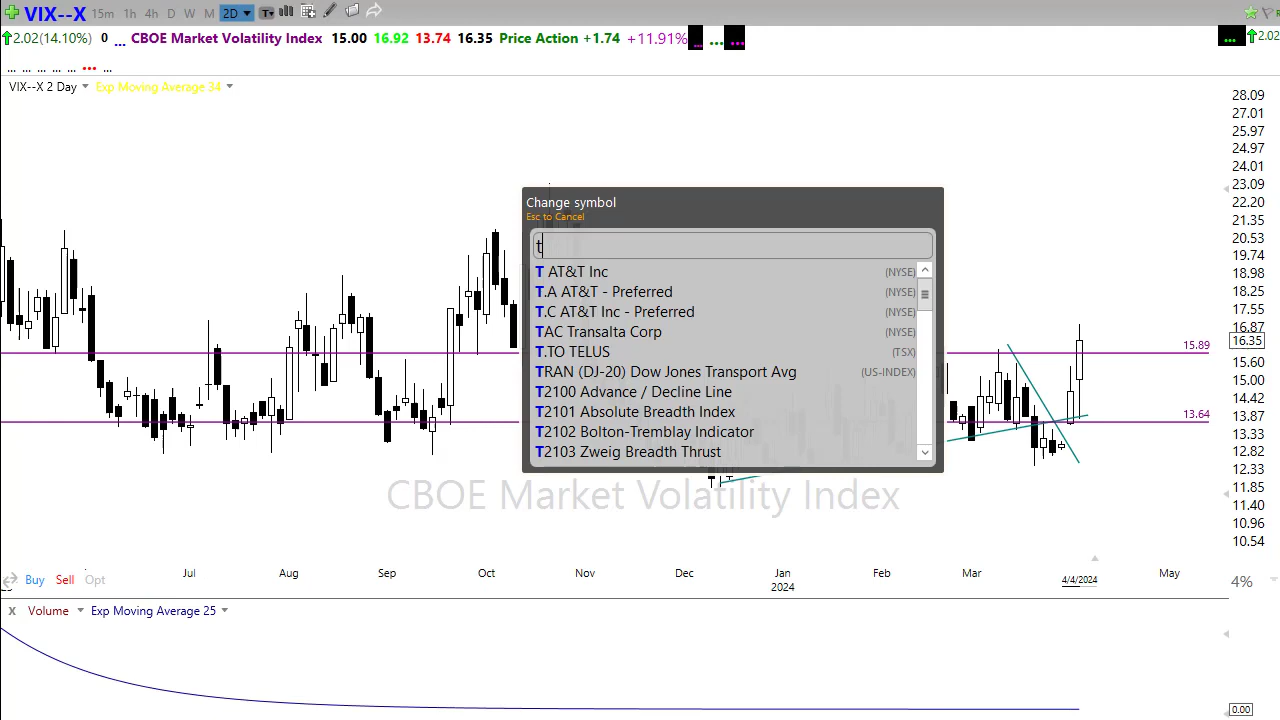 VIX--X 15m 1h 4h D W M 2D
2.02(14.10%) 0 ... CBOE Market Volatility Index 15.00 16.92 13.74 16.35 Price Action +1.74 +11.91% ... ... ... ... 2.02
... ... ... ... ... ... ...
VIX--X 2 Day Exp Moving Average 34
28.09
27.01
25.97
24.97
24.01
23.09
22.20
21.35
20.53
19.74
18.98
18.25
17.55
16.87
16.35
15.60
15.00
14.42
13.87
13.33
12.82
12.33
11.85
11.40
10.96
10.54
15.89
13.64
Change symbol
Esc to Cancel
t
T AT&T Inc (NYSE)
T.A AT&T - Preferred (NYSE)
T.C AT&T Inc - Preferred (NYSE)
TAC Transalta Corp (NYSE)
T.TO TELUS (TSX)
TRAN (DJ-20) Dow Jones Transport Avg (US-INDEX)
T2100 Advance / Decline Line
T2101 Absolute Breadth Index
T2102 Bolton-Tremblay Indicator
T2103 Zweig Breadth Thrust
CBOE Market Volatility Index
Buy Sell Opt
Jul Aug Sep Oct Nov Dec Jan Feb Mar 4/4/2024 May
2024
4%
X Volume Exp Moving Average 25
0.00